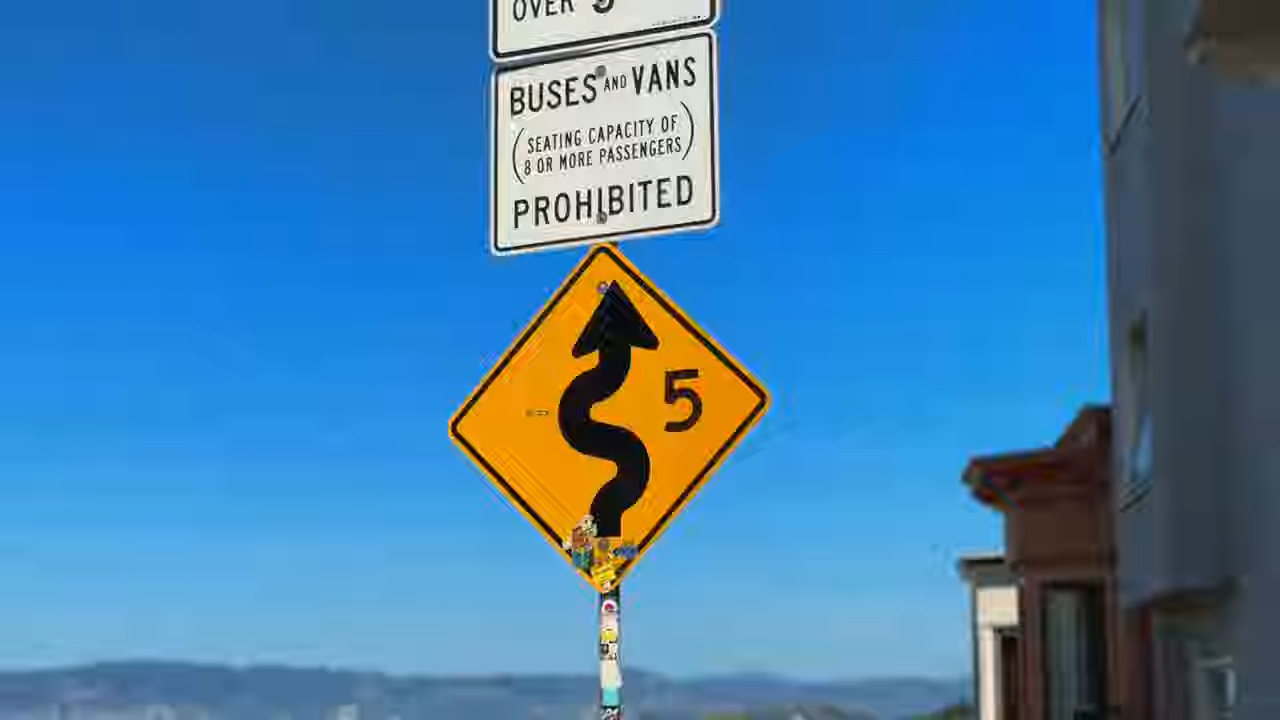 OVER
BUSES AND VANS
(SEATING CAPACITY OF
8 OR MORE PASSENGERS)
PROHIBITED
5